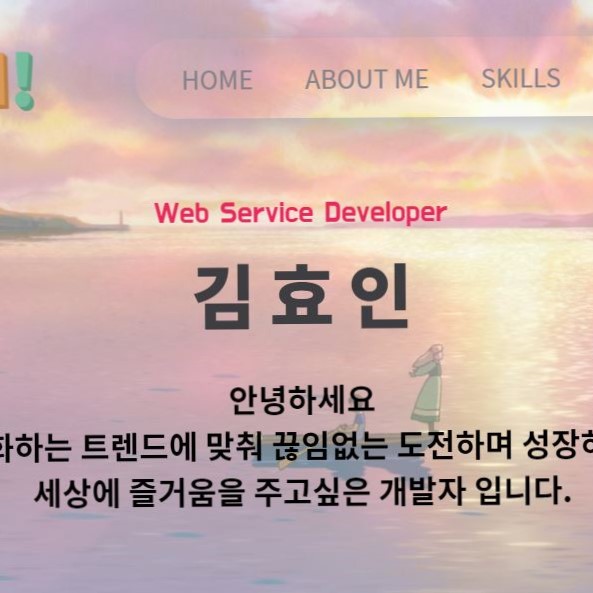 !
HOME ABOUT ME SKILLS
Web Service Developer
김효인
안녕하세요
화하는 트렌드에 맞춰 끊임없는 도전하며 성장하
세상에 즐거움을 주고싶은 개발자 입니다.